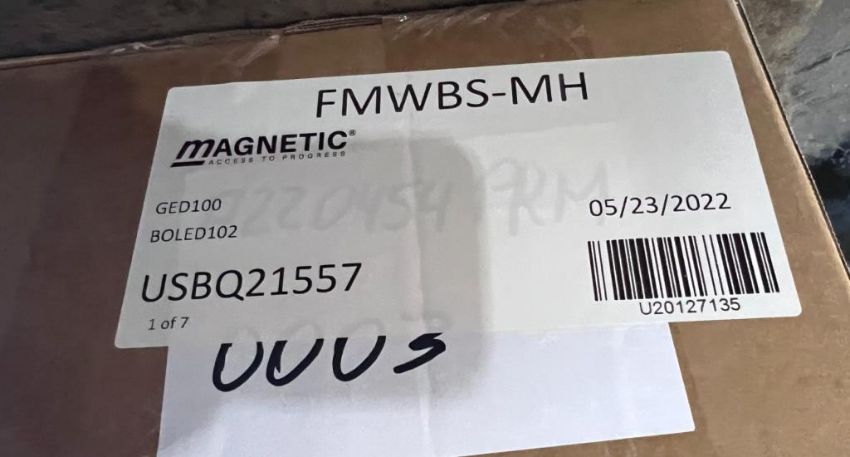 FMWBS-MH
MAGNETIC®
ACCESS TO PROGRESS
GED100
BOLED102
05/23/2022
USBQ21557
U20127135
1 of 7
0003